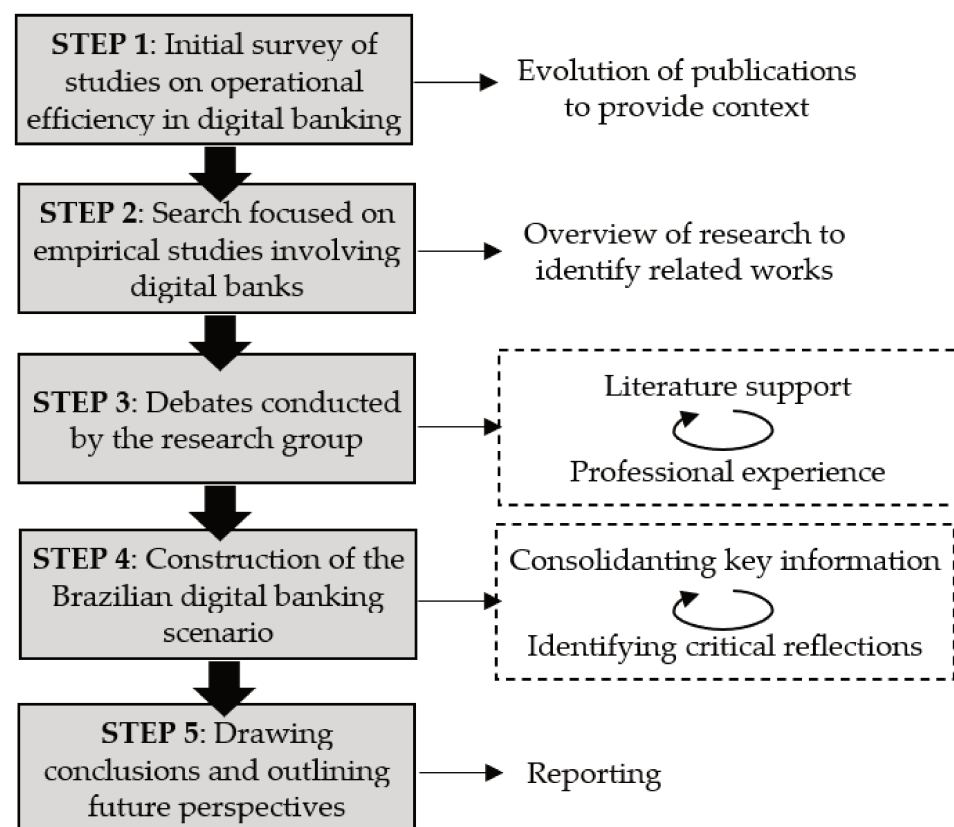 STEP 1: Initial survey of
studies on operational
efficiency in digital banking
Evolution of publications
to provide context
STEP 2: Search focused on
empirical studies involving
digital banks
Overview of research to
identify related works
STEP 3: Debates conducted
by the research group
Literature support
Professional experience
STEP 4: Construction of the
Brazilian digital banking
scenario
Consolidanting key information
Identifying critical reflections
STEP 5: Drawing
conclusions and outlining
future perspectives
Reporting